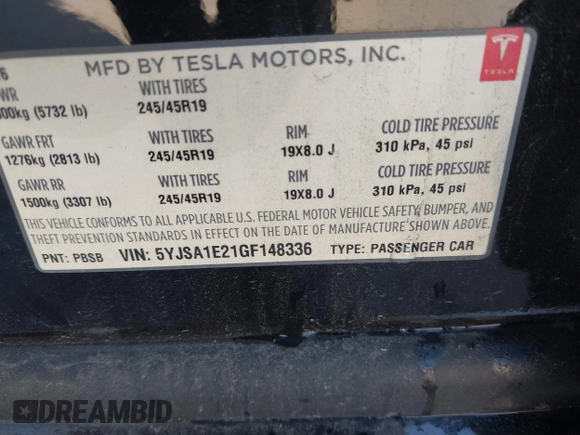 6
MFD BY TESLA MOTORS, INC.
TESLA
WR WITH TIRES
00kg (5732 lb) 245/45R19
GAWR FRT WITH TIRES RIM COLD TIRE PRESSURE
1276kg (2813 lb) 245/45R19 19X8.0 J 310 kPa, 45 psi
GAWR RR WITH TIRES RIM COLD TIRE PRESSURE
1500kg (3307 lb) 245/45R19 19X8.0 J 310 kPa, 45 psi
THIS VEHICLE CONFORMS TO ALL APPLICABLE U.S. FEDERAL MOTOR VEHICLE SAFETY, BUMPER, AND
THEFT PREVENTION STANDARDS IN EFFECT ON THE DATE OF MANUFACTURE SHOWN ABOVE.
PNT: PBSB VIN: 5YJSA1E21GF148336 TYPE: PASSENGER CAR
DREAMBID